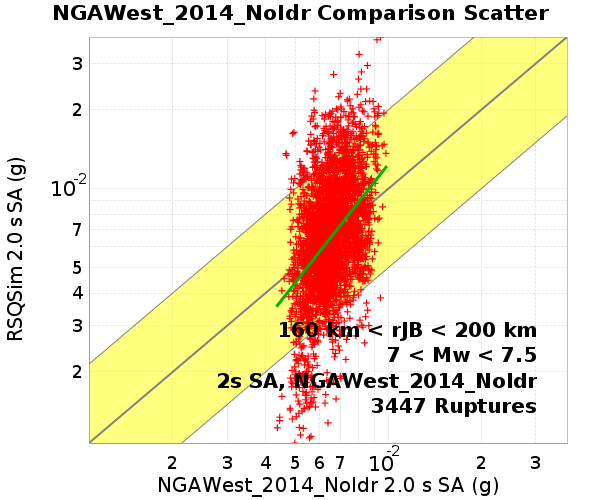 NGAWest_2014_NoIdr Comparison Scatter
RSQSim 2.0 s SA (g)
3
2
10-2
7
5
4
3
2
160 km < rJB < 200 km
7 < Mw < 7.5
2s SA, NGAWest_2014_NoIdr
3447 Ruptures
2 3 4 5 6 7 10-2 2 3
NGAWest_2014_NoIdr 2.0 s SA (g)